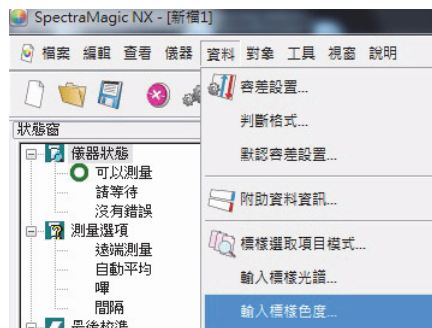 SpectraMagic NX - [新檔1]
檔案 編輯 查看 儀器 資料 對象 工具 視窗 說明
容差設置...
判斷格式...
默認容差設置...
附助資料資訊...
標樣選取項目模式...
輸入標樣光譜...
輸入標樣色度...
狀態窗
儀器狀態
可以測量
請等待
沒有錯誤
測量選項
遠端測量
自動平均
嗶
間隔
最後校準